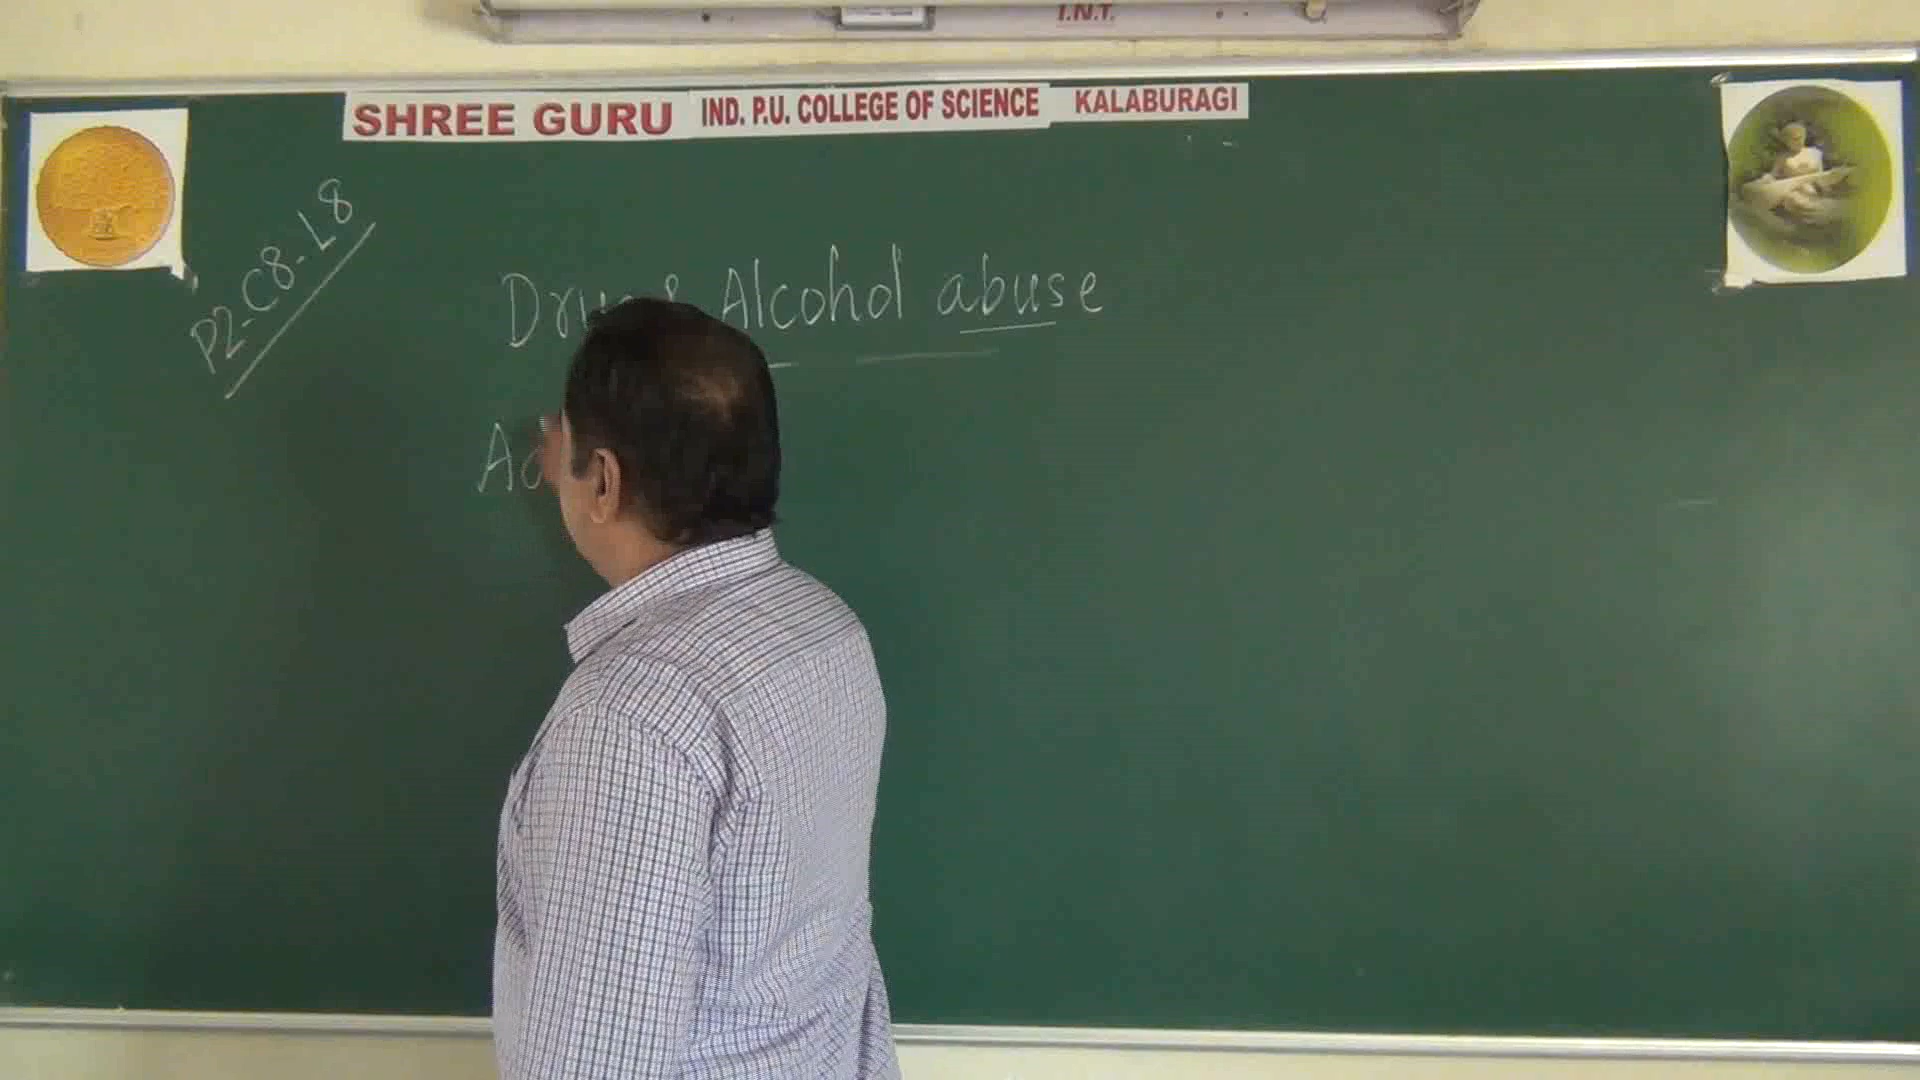 I.N.T.
SHREE GURU IND. P.U. COLLEGE OF SCIENCE KALABURAGI
P2-C8-L8
Alcohol abuse